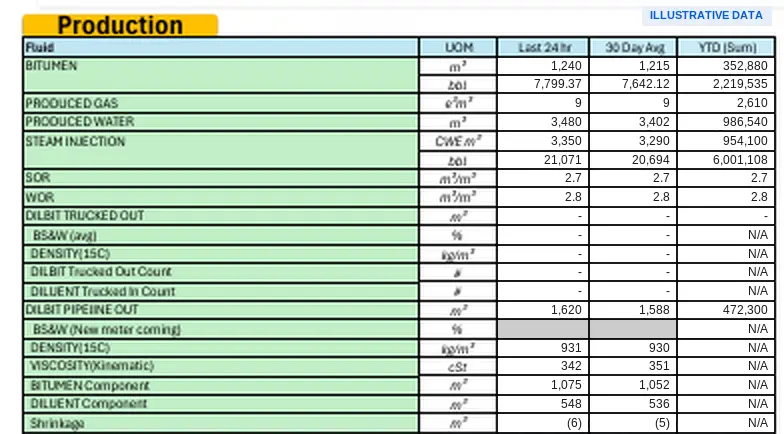 ILLUSTRATIVE DATA
Production
Fluid UOM Last 24 hr 30 Day Avg YTD (Sum)
BITUMEN m³ 1,240 1,215 352,880
bbl 7,799.37 7,642.12 2,219,535
PRODUCED GAS e³m³ 9 9 2,610
PRODUCED WATER m³ 3,480 3,402 986,540
STEAM INJECTION CWE m³ 3,350 3,290 954,100
bbl 21,071 20,694 6,001,108
SOR m³/m³ 2.7 2.7 2.7
WOR m³/m³ 2.8 2.8 2.8
DILBIT TRUCKED OUT m³ - - -
BS&W (avg) % - - N/A
DENSITY(15C) kg/m³ - - N/A
DILBIT Trucked Out Count # - - N/A
DILUENT Trucked In Count # - - N/A
DILBIT PIPEIINE OUT m³ 1,620 1,588 472,300
BS&W (New meter coming) % N/A
DENSITY(15C) kg/m³ 931 930 N/A
VISCOSITY(Kinematic) cSt 342 351 N/A
BITUMEN Component m³ 1,075 1,052 N/A
DILUENT Component m³ 548 536 N/A
Shrinkage m³ (6) (5) N/A